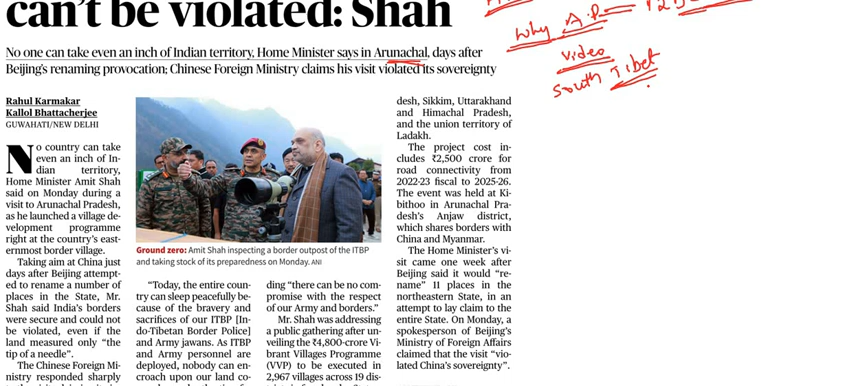 can't be violated: Shah
No one can take even an inch of Indian territory, Home Minister says in Arunachal, days after
Beijing's renaming provocation; Chinese Foreign Ministry claims his visit violated its sovereignty
Why A.P
video
South Tibet
Rahul Karmakar
Kallol Bhattacherjee
GUWAHATI/NEW DELHI
No country can take
even an inch of In-
dian territory,
Home Minister Amit Shah
said on Monday during a
visit to Arunachal Pradesh,
as he launched a village de-
velopment programme
right at the country's east-
ernmost border village.
Taking aim at China just
days after Beijing attempt-
ed to rename a number of
places in the State, Mr.
Shah said India's borders
were secure and could not
be violated, even if the
land measured only "the
tip of a needle".
The Chinese Foreign Mi-
nistry responded sharply
Ground zero: Amit Shah inspecting a border outpost of the ITBP
and taking stock of its preparedness on Monday. ANI
"Today, the entire coun-
try can sleep peacefully be-
cause of the bravery and
sacrifices of our ITBP [In-
do-Tibetan Border Police]
and Army jawans. As ITBP
and Army personnel are
deployed, nobody can en-
croach upon our land co-
ding "there can be no com-
promise with the respect
of our Army and borders."
Mr. Shah was addressing
a public gathering after un-
veiling the ₹4,800-crore Vi-
brant Villages Programme
(VVP) to be executed in
2,967 villages across 19 dis-
desh, Sikkim, Uttarakhand
and Himachal Pradesh,
and the union territory of
Ladakh.
The project cost in-
cludes ₹2,500 crore for
road connectivity from
2022-23 fiscal to 2025-26.
The event was held at Ki-
bithoo in Arunachal Pra-
desh's Anjaw district,
which shares borders with
China and Myanmar.
The Home Minister's vi-
sit came one week after
Beijing said it would "re-
name" 11 places in the
northeastern State, in an
attempt to lay claim to the
entire State. On Monday, a
spokesperson of Beijing's
Ministry of Foreign Affairs
claimed that the visit "vio-
lated China's sovereignty".